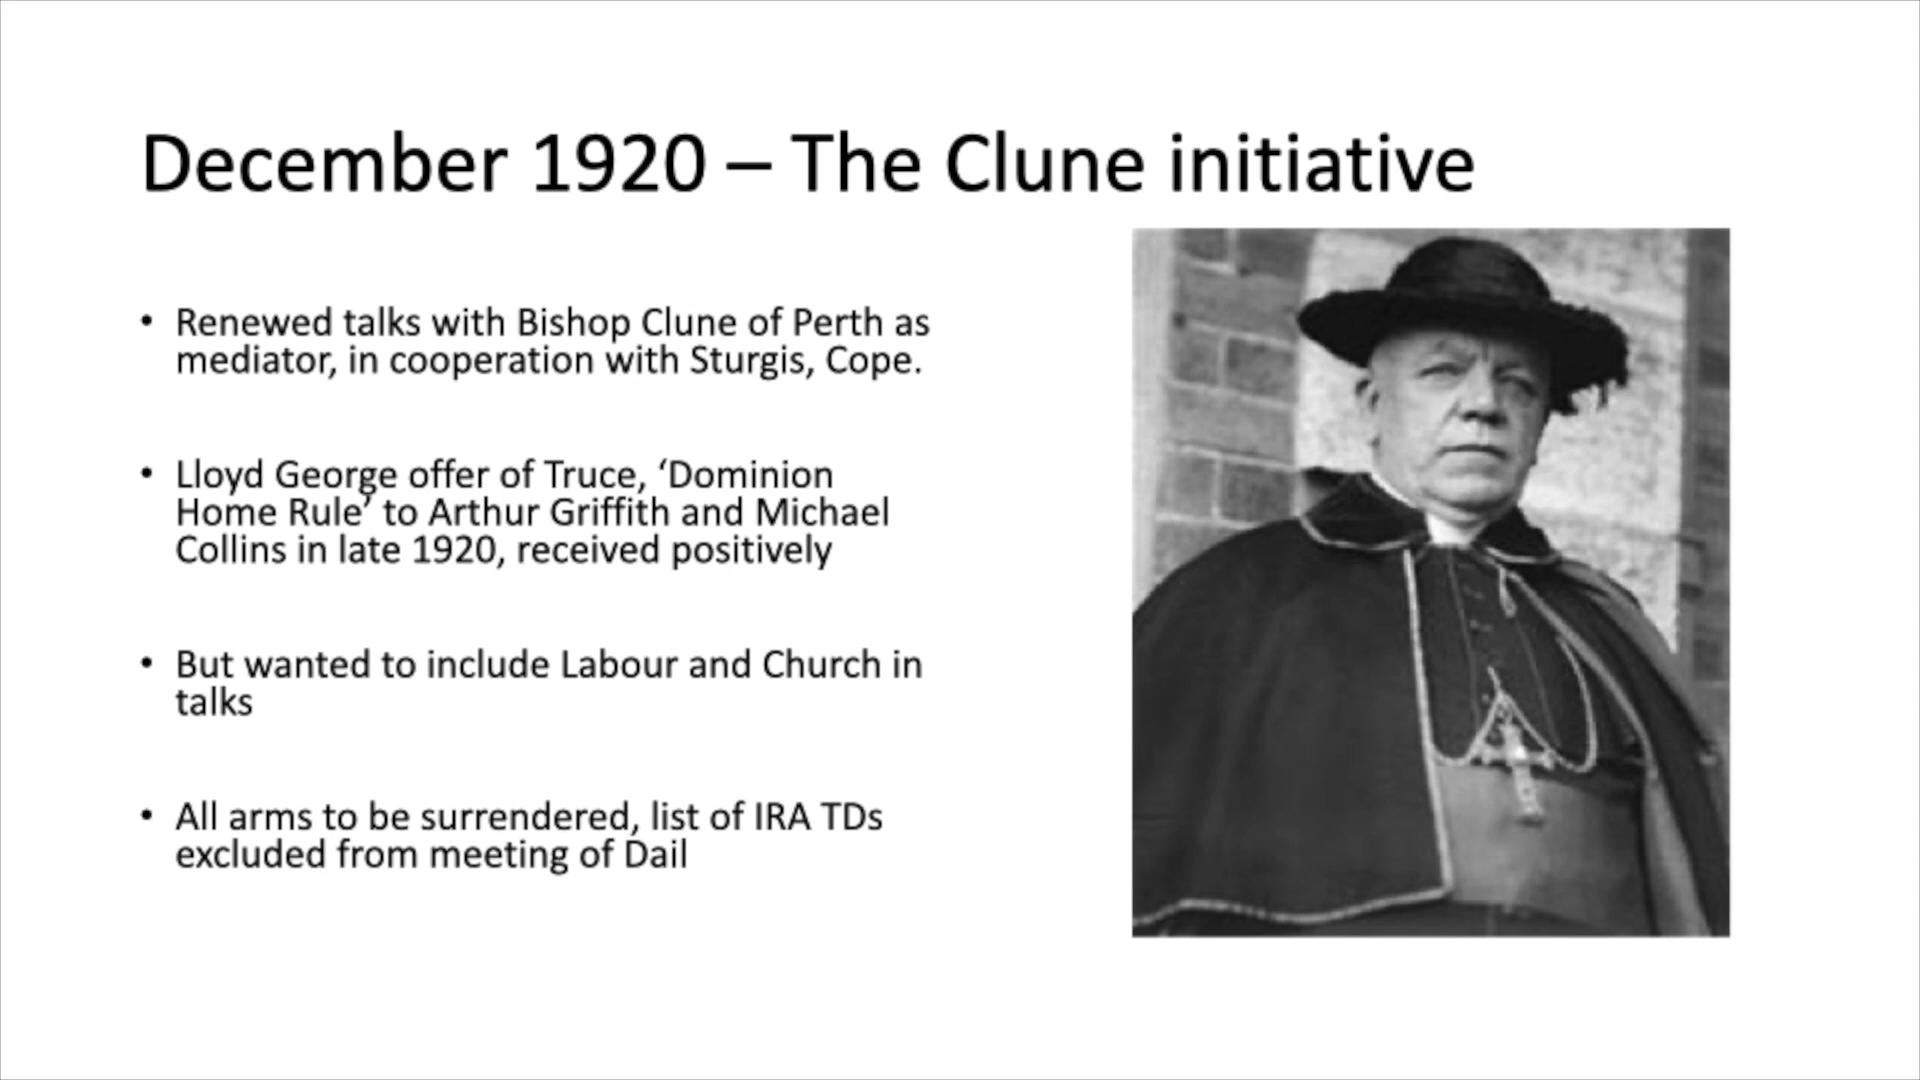 December 1920 – The Clune initiative
• Renewed talks with Bishop Clune of Perth as
mediator, in cooperation with Sturgis, Cope.
• Lloyd George offer of Truce, ‘Dominion
Home Rule’ to Arthur Griffith and Michael
Collins in late 1920, received positively
• But wanted to include Labour and Church in
talks
• All arms to be surrendered, list of IRA TDs
excluded from meeting of Dail